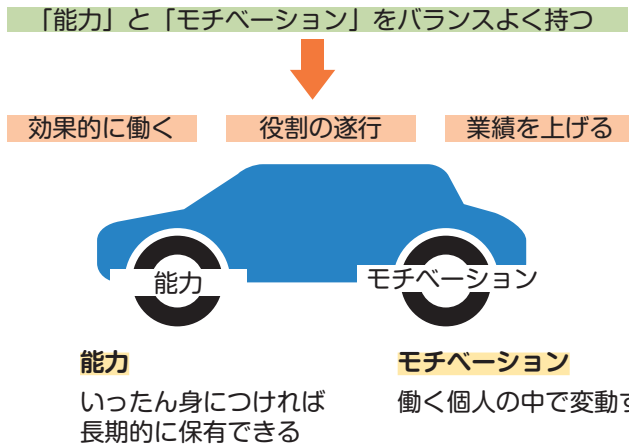 「能力」と「モチベーション」をバランスよく持つ
効果的に働く 役割の遂行 業績を上げる
能力 モチベーション
能力 モチベーション
いったん身につければ 働く個人の中で変動
長期的に保有できる